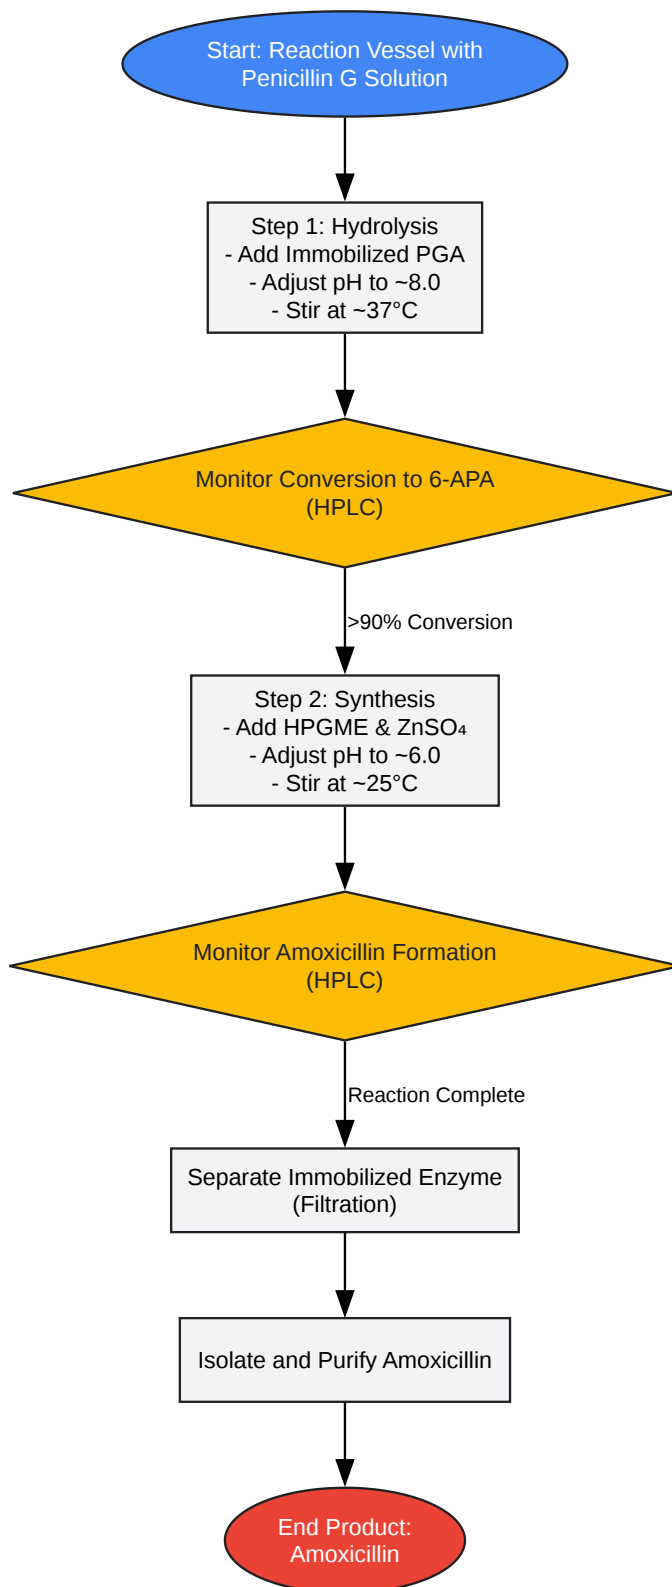 Start: Reaction Vessel with
Penicillin G Solution
Step 1: Hydrolysis
- Add Immobilized PGA
- Adjust pH to ~8.0
- Stir at ~37°C
Monitor Conversion to 6-APA
(HPLC)
>90% Conversion
Step 2: Synthesis
- Add HPGME & ZnSO₄
- Adjust pH to ~6.0
- Stir at ~25°C
Monitor Amoxicillin Formation
(HPLC)
Reaction Complete
Separate Immobilized Enzyme
(Filtration)
Isolate and Purify Amoxicillin
End Product:
Amoxicillin